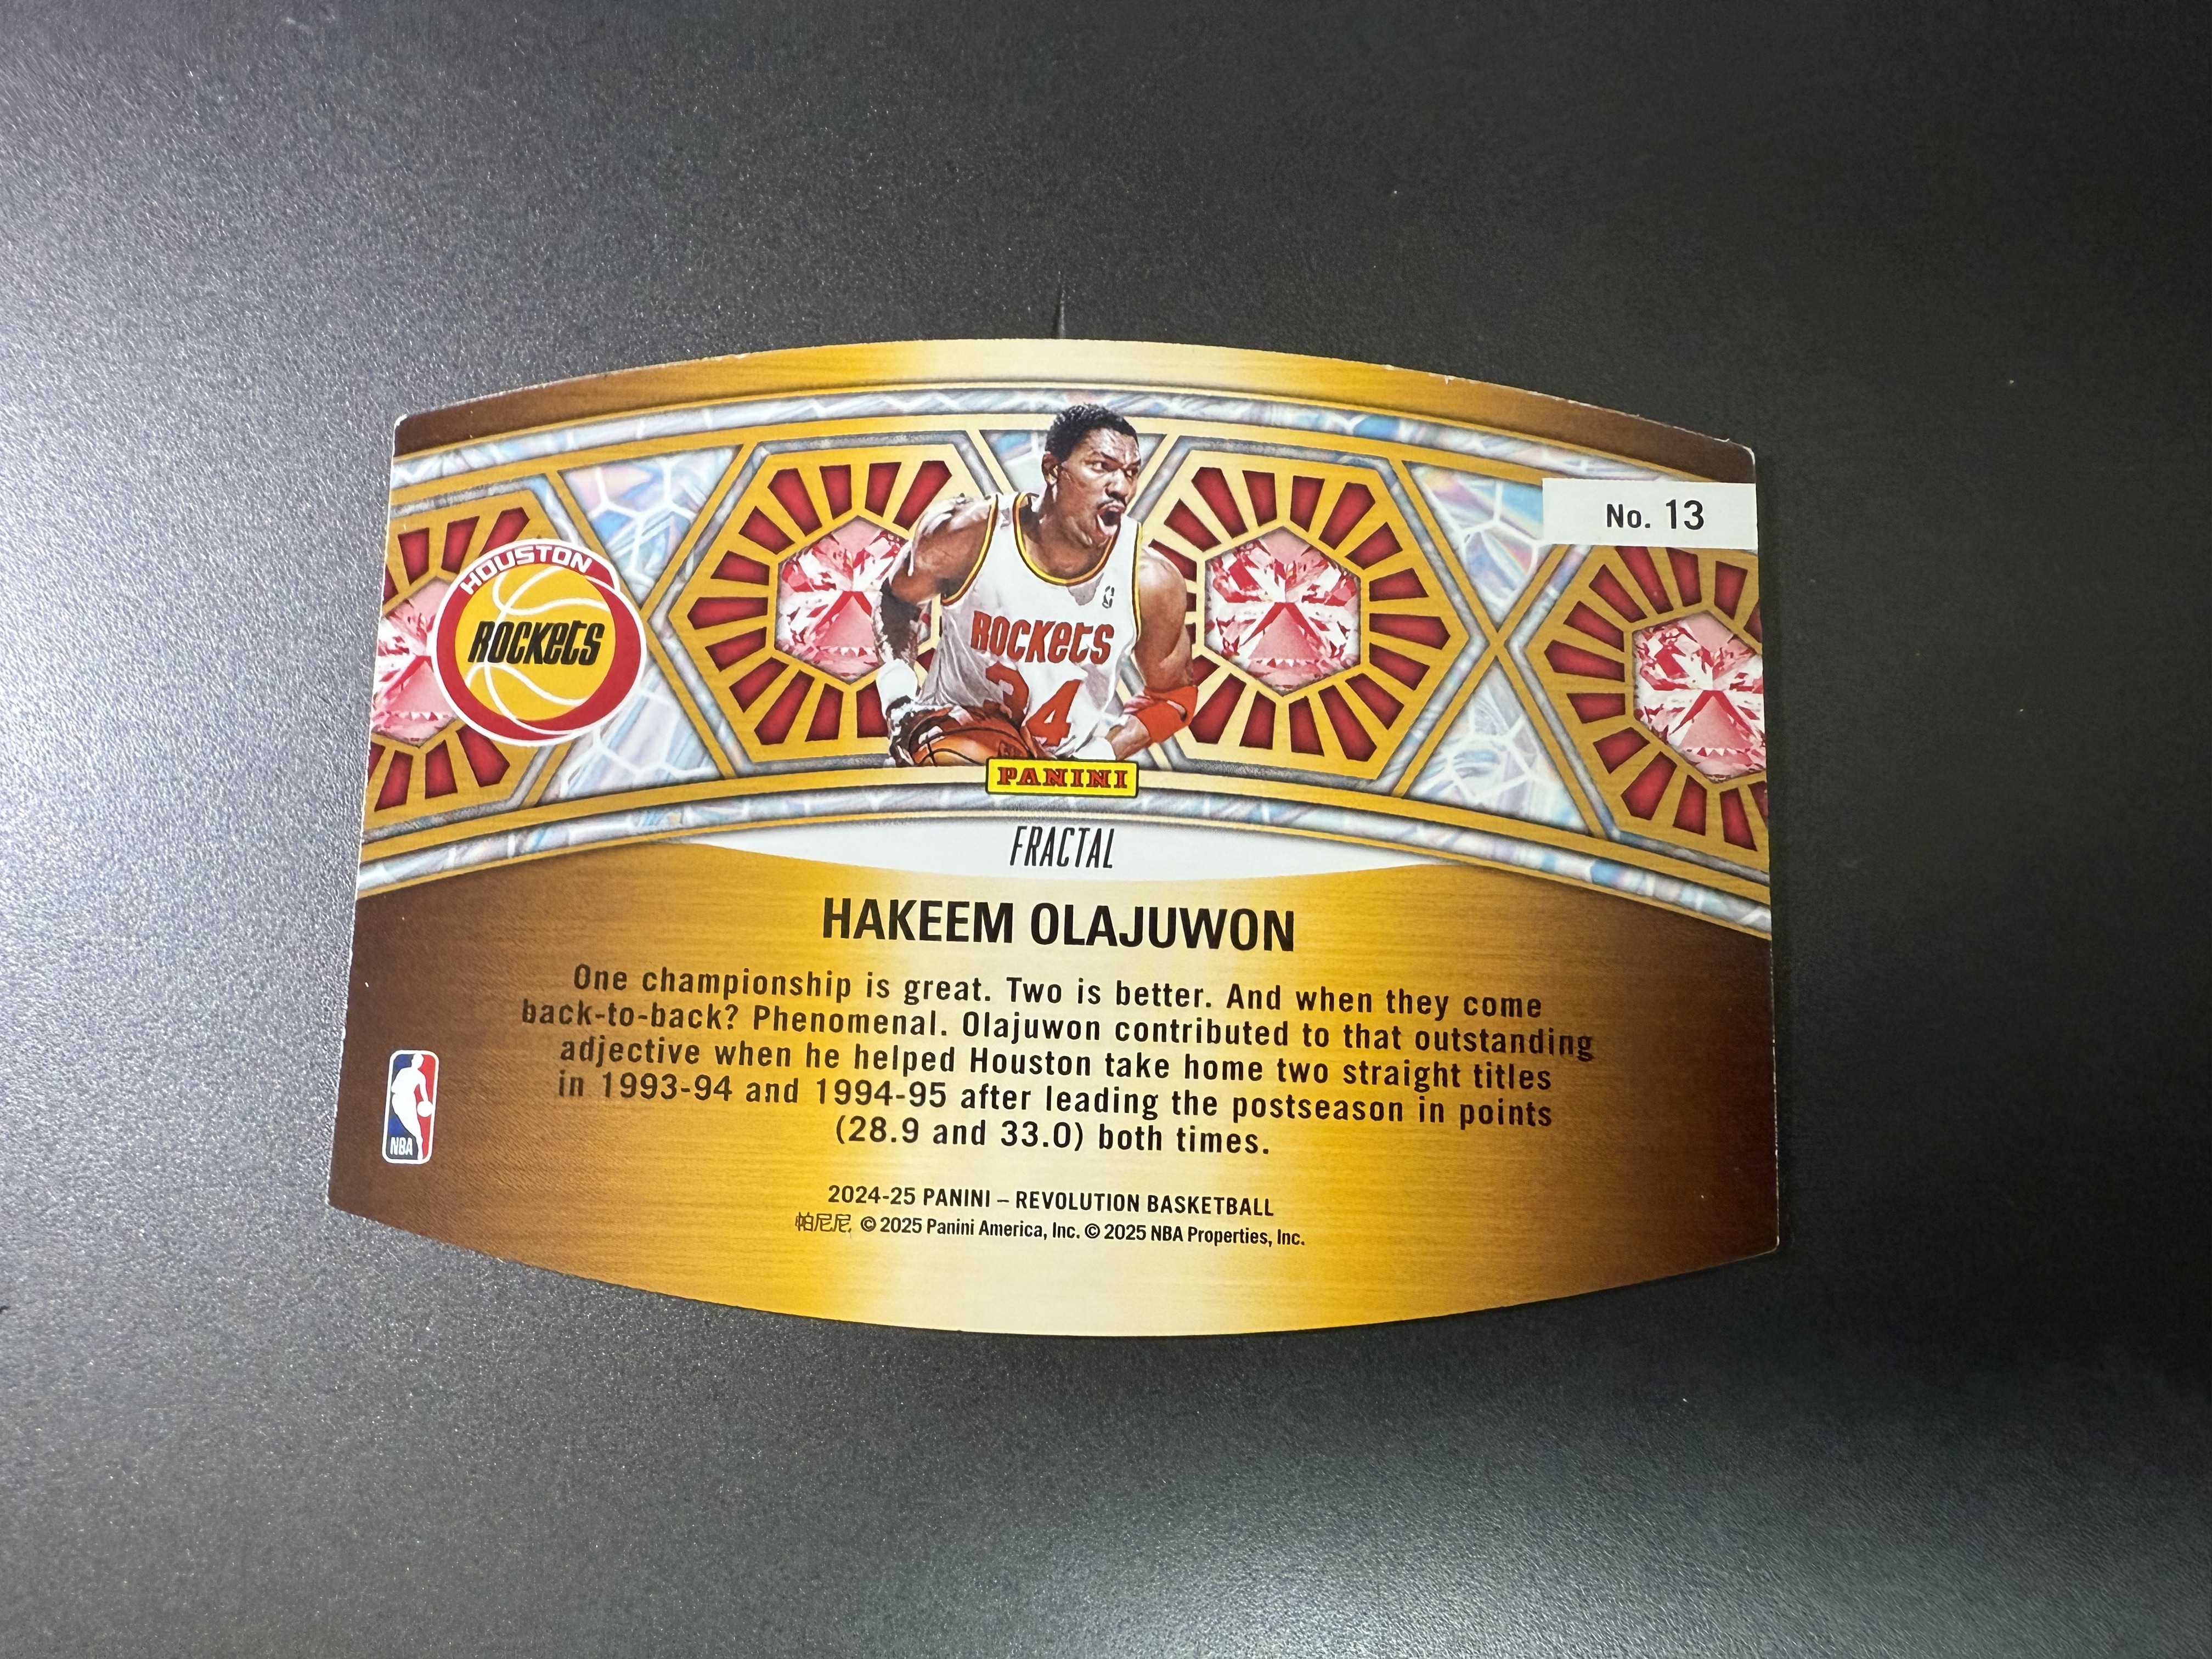 No. 13
HOUSTON
ROCKETS
ROCKETS
34
PANINI
FRACTAL
HAKEEM OLAJUWON
One championship is great. Two is better. And when they come
back-to-back? Phenomenal. Olajuwon contributed to that outstanding
adjective when he helped Houston take home two straight titles
in 1993-94 and 1994-95 after leading the postseason in points
(28.9 and 33.0) both times.
NBA
2024-25 PANINI – REVOLUTION BASKETBALL
帕尼尼 © 2025 Panini America, Inc. © 2025 NBA Properties, Inc.